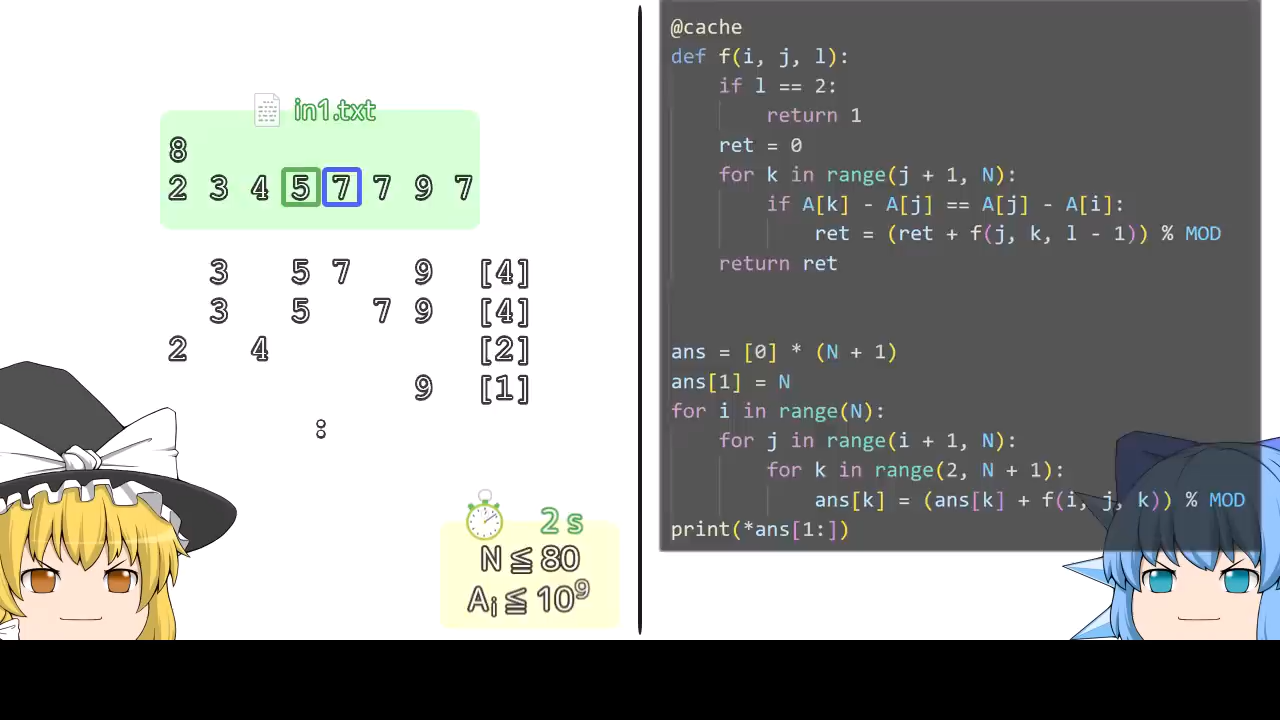 in1.txt
8
2 3 4 5 7 7 9 7
3 5 7 9 [4]
3 5 7 9 [4]
2 4 [2]
9 [1]
:
2 s
N ≦ 80
Ai ≦ 10⁹
@cache
def f(i, j, l):
    if l == 2:
        return 1
    ret = 0
    for k in range(j + 1, N):
        if A[k] - A[j] == A[j] - A[i]:
            ret = (ret + f(j, k, l - 1)) % MOD
    return ret
ans = [0] * (N + 1)
ans[1] = N
for i in range(N):
    for j in range(i + 1, N):
        for k in range(2, N + 1):
            ans[k] = (ans[k] + f(i, j, k)) % MOD
print(*ans[1:])